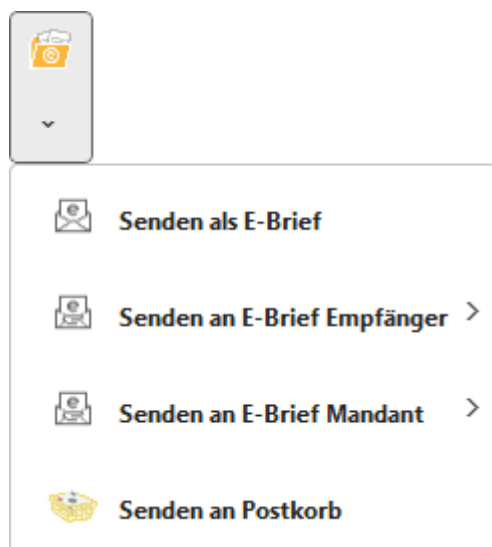 Senden als E-Brief
Senden an E-Brief Empfänger
Senden an E-Brief Mandant
Senden an Postkorb